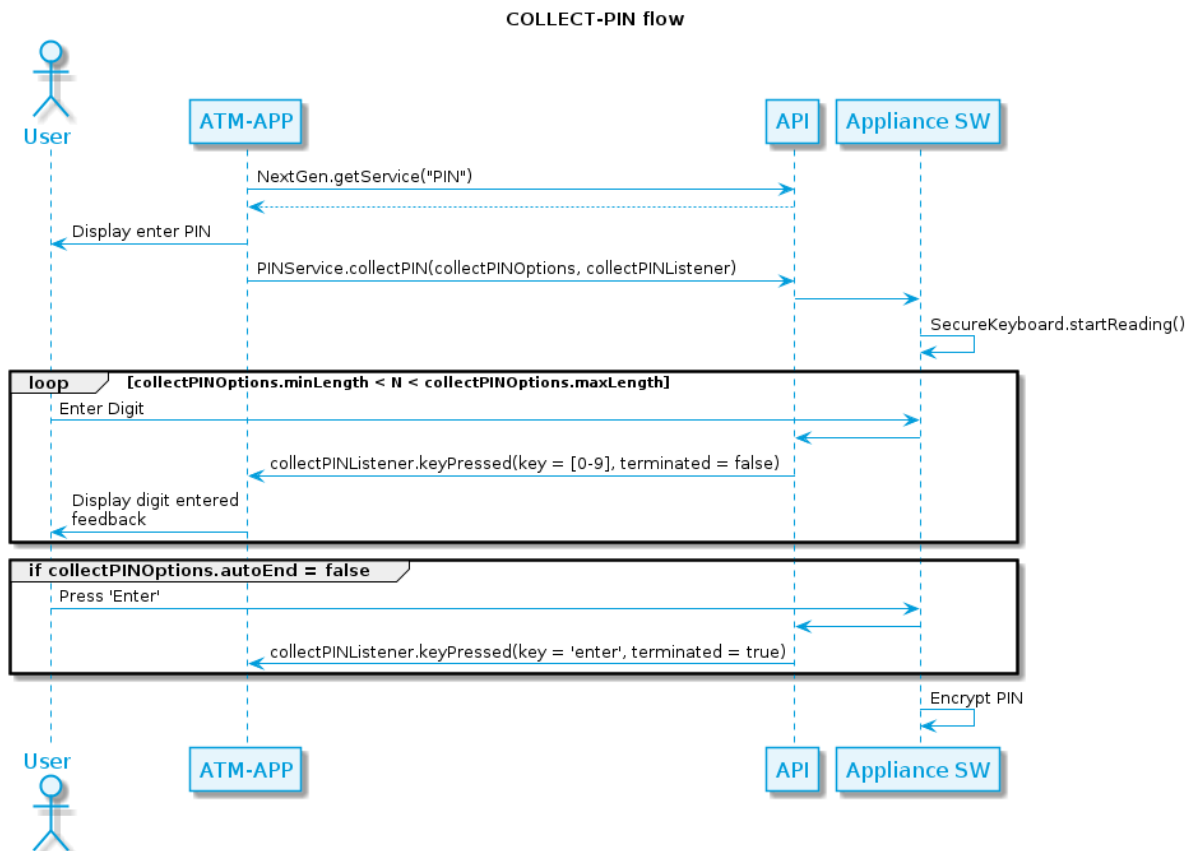 COLLECT-PIN flow
User
ATM-APP
API
Appliance SW
NextGen.getService("PIN")
Display enter PIN
PINService.collectPIN(collectPINOptions, collectPINListener)
SecureKeyboard.startReading()
loop
[collectPINOptions.minLength < N < collectPINOptions.maxLength]
Enter Digit
collectPINListener.keyPressed(key = [0-9], terminated = false)
Display digit entered
feedback
if collectPINOptions.autoEnd = false
Press 'Enter'
collectPINListener.keyPressed(key = 'enter', terminated = true)
Encrypt PIN
User
ATM-APP
API
Appliance SW